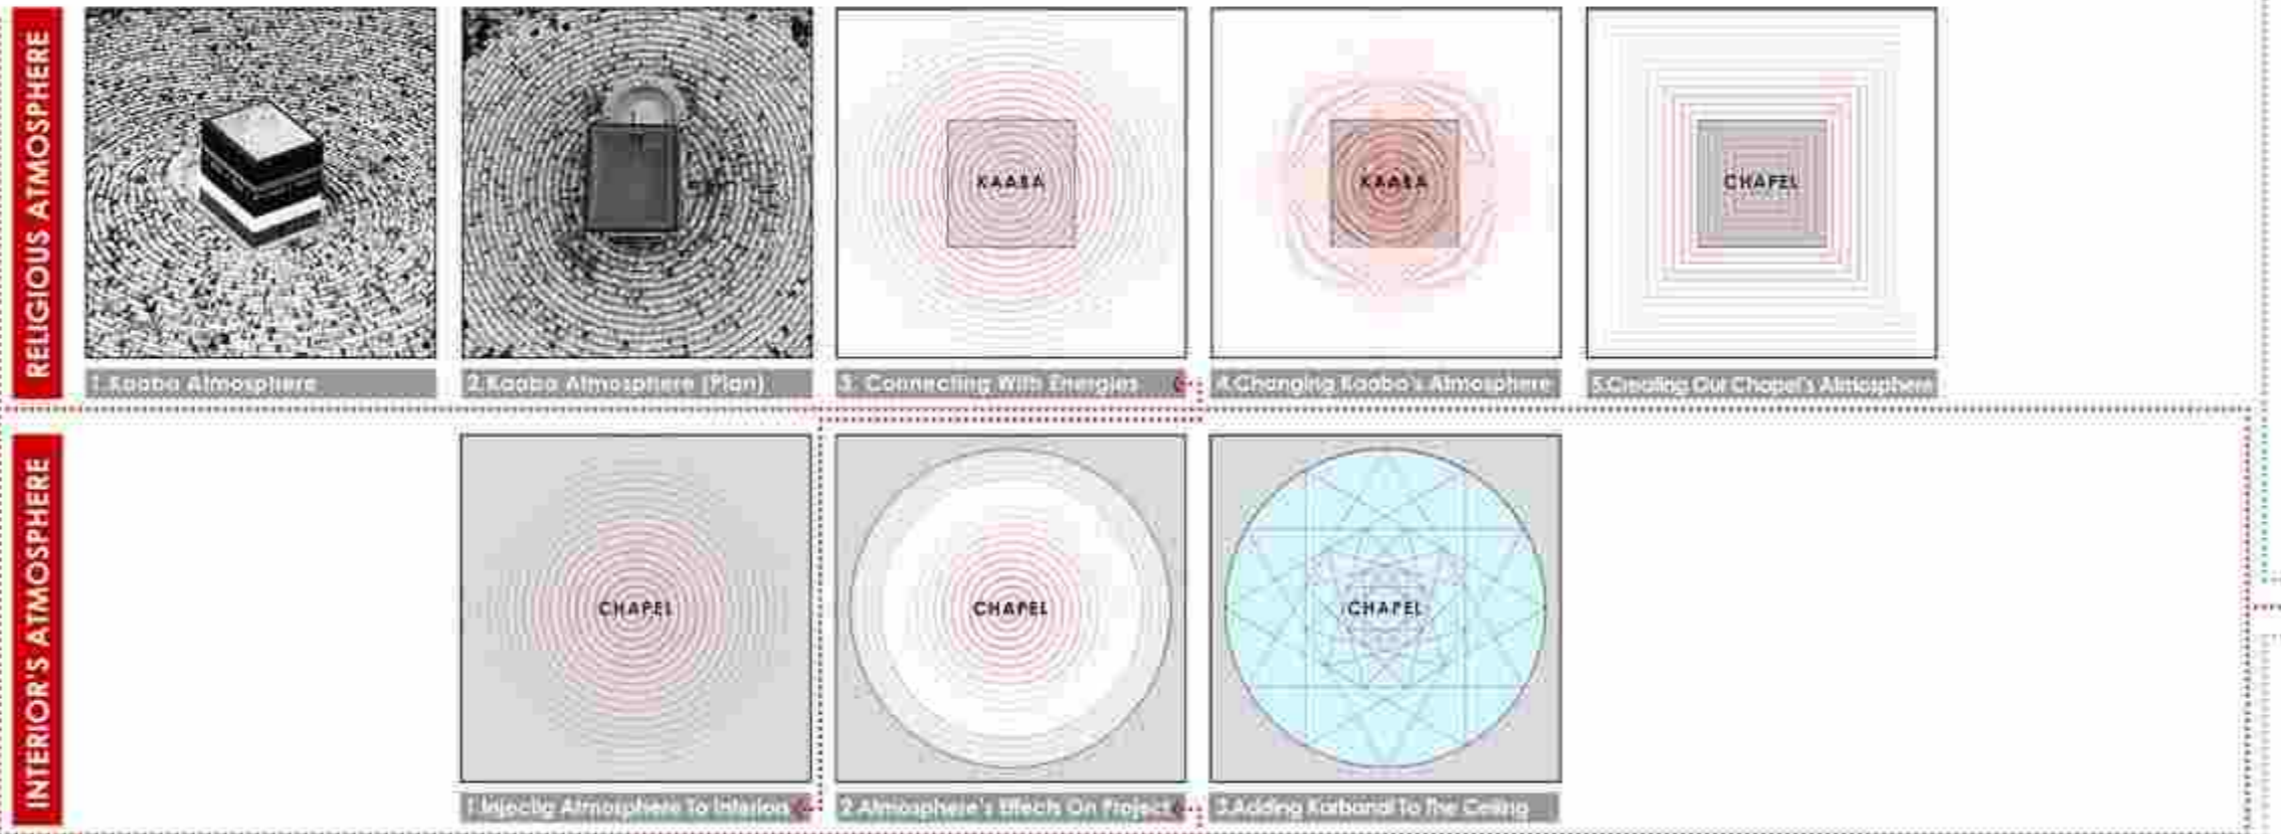 RELIGIOUS ATMOSPHERE
KAABA
KAABA
CHAPEL
1.Kaaba Atmosphere
2.Kaaba Atmosphere (Plan)
3. Connecting With Energies
4.Changing Kaaba's Atmosphere
5.Creating Our Chapel's Atmosphere
INTERIOR'S ATMOSPHERE
CHAPEL
CHAPEL
CHAPEL
1.Injectig Atmosphere To Interior
2.Atmosphere's Effects On Project
3.Adding Karbandi To The Ceiling